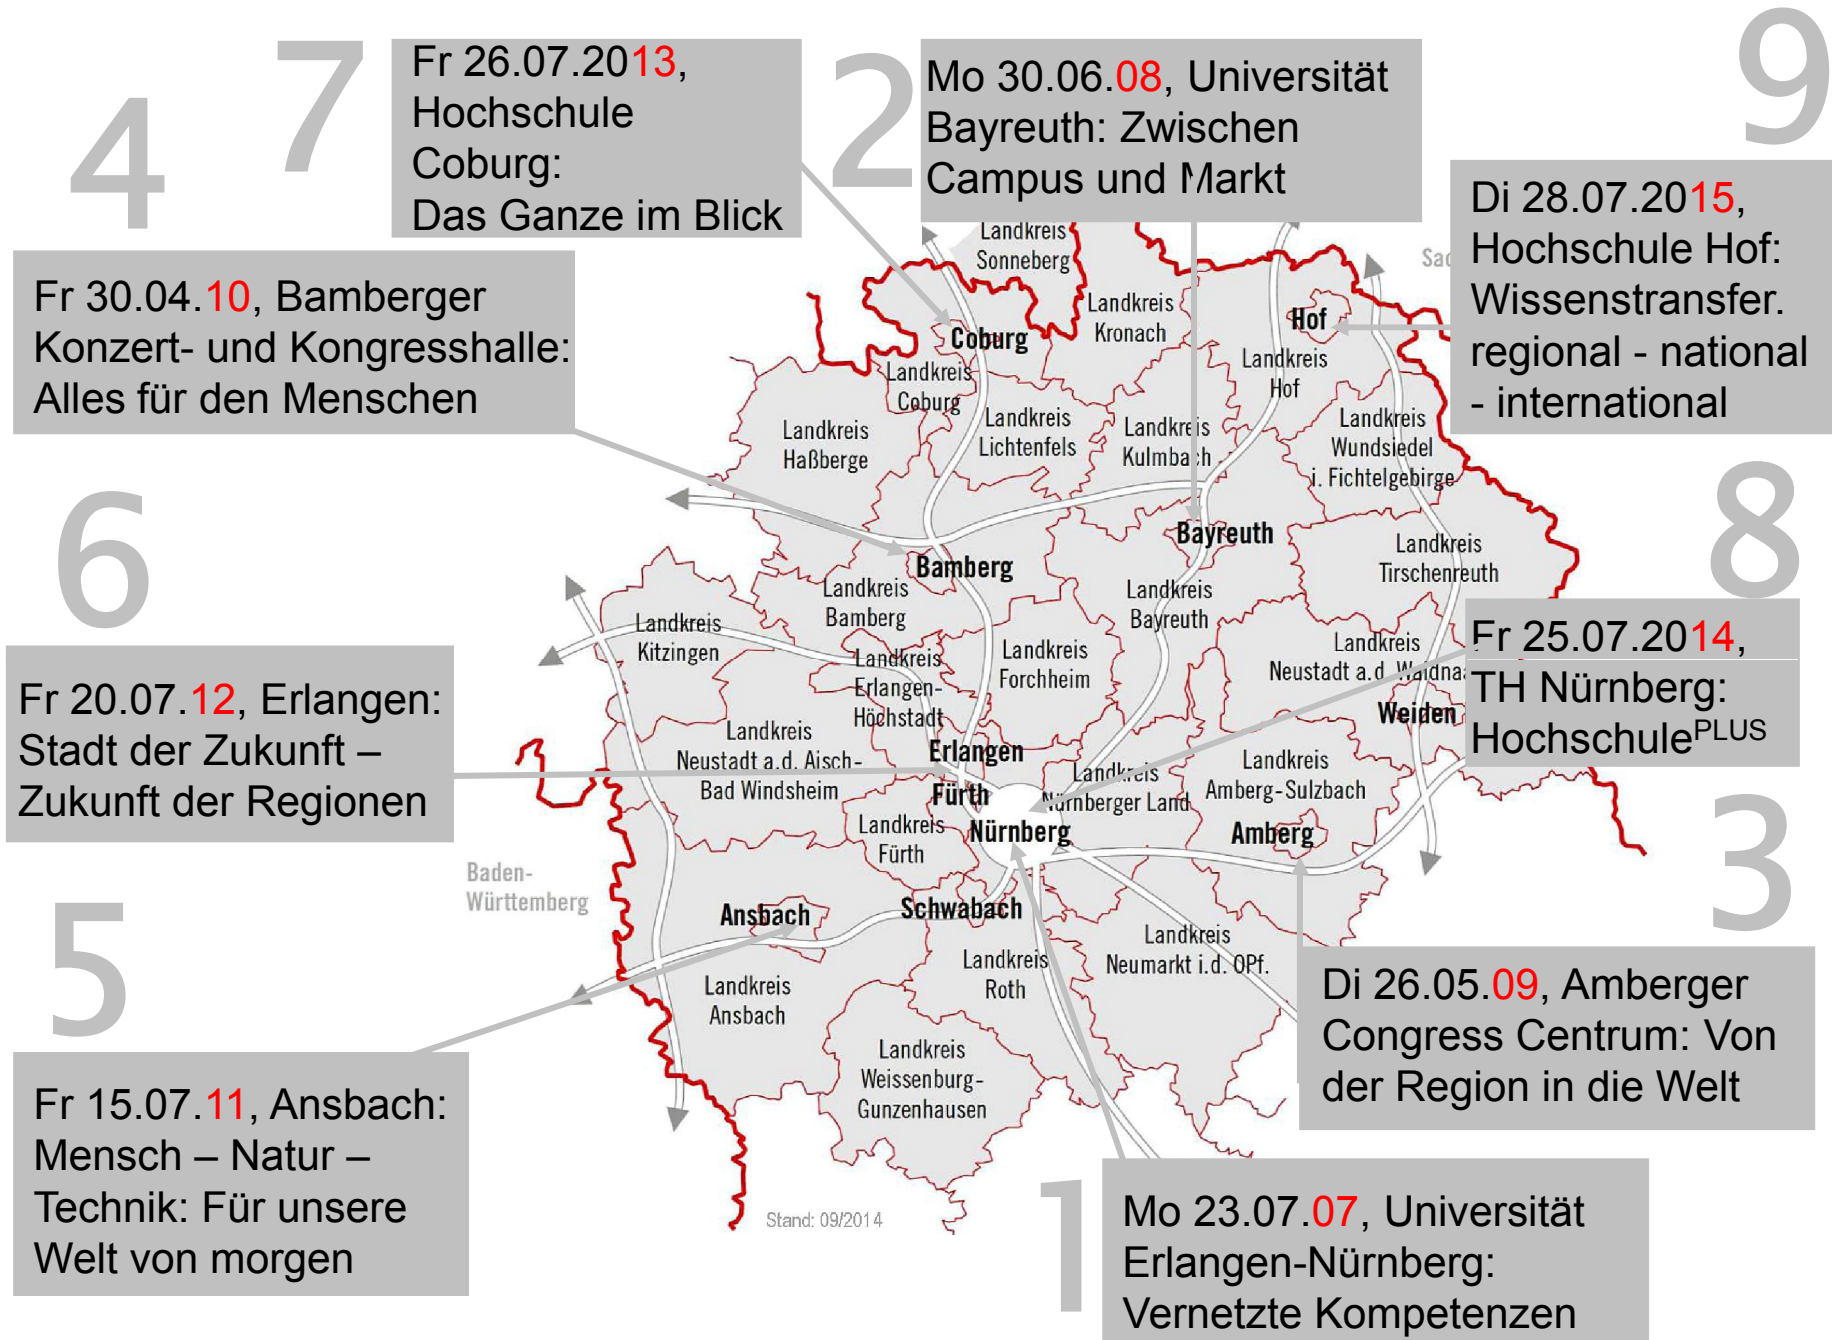 7
Fr 26.07.2013,
Hochschule
Coburg:
Das Ganze im Blick
2
Mo 30.06.08, Universität
Bayreuth: Zwischen
Campus und Markt
9
Di 28.07.2015,
Hochschule Hof:
Wissenstransfer.
regional - national
- international
4
Fr 30.04.10, Bamberger
Konzert- und Kongresshalle:
Alles für den Menschen
6
Fr 20.07.12, Erlangen:
Stadt der Zukunft –
Zukunft der Regionen
8
Fr 25.07.2014,
TH Nürnberg:
HochschulePLUS
5
Fr 15.07.11, Ansbach:
Mensch – Natur –
Technik: Für unsere
Welt von morgen
3
Di 26.05.09, Amberger
Congress Centrum: Von
der Region in die Welt
1
Mo 23.07.07, Universität
Erlangen-Nürnberg:
Vernetzte Kompetenzen
Landkreis
Sonneberg
Landkreis
Kronach
Hof
Coburg
Landkreis
Coburg
Landkreis
Hof
Landkreis
Haßberge
Landkreis
Lichtenfels
Landkreis
Kulmbach
Landkreis
Wundsiedel
i. Fichtelgebirge
Bayreuth
Bamberg
Landkreis
Tirschenreuth
Landkreis
Bamberg
Landkreis
Bayreuth
Landkreis
Kitzingen
Landkreis
Erlangen-
Höchstadt
Landkreis
Forchheim
Landkreis
Neustadt a.d.
Weiden
Landkreis
Neustadt a.d. Aisch-
Bad Windsheim
Erlangen
Fürth
Nürnberg
Landkreis
Nürnberger Land
Landkreis
Amberg-Sulzbach
Amberg
Landkreis
Fürth
Baden-
Württemberg
Ansbach
Schwabach
Landkreis
Ansbach
Landkreis
Roth
Landkreis
Neumarkt i.d. OPf.
Landkreis
Weissenburg-
Gunzenhausen
Stand: 09/2014